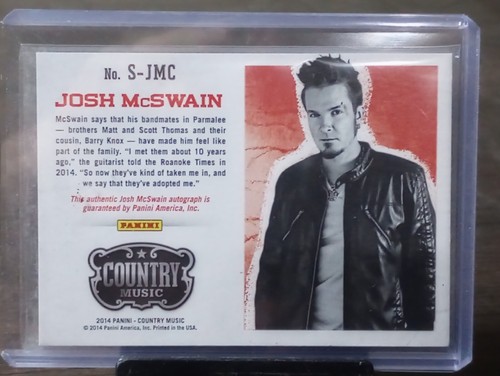 No. S-JMC
JOSH McSWAIN
McSwain says that his bandmates in Parmalee
— brothers Matt and Scott Thomas and their
cousin, Barry Knox — have made him feel like
part of the family. "I met them about 10 years
ago," the guitarist told the Roanoke Times in
2014. "So now they've kind of taken me in, and
we say that they've adopted me."
This authentic Josh McSwain autograph is
guaranteed by Panini America, Inc.
PANINI
COUNTRY
MUSIC
2014 PANINI - COUNTRY MUSIC
© 2014 Panini America, Inc. Printed in the USA.